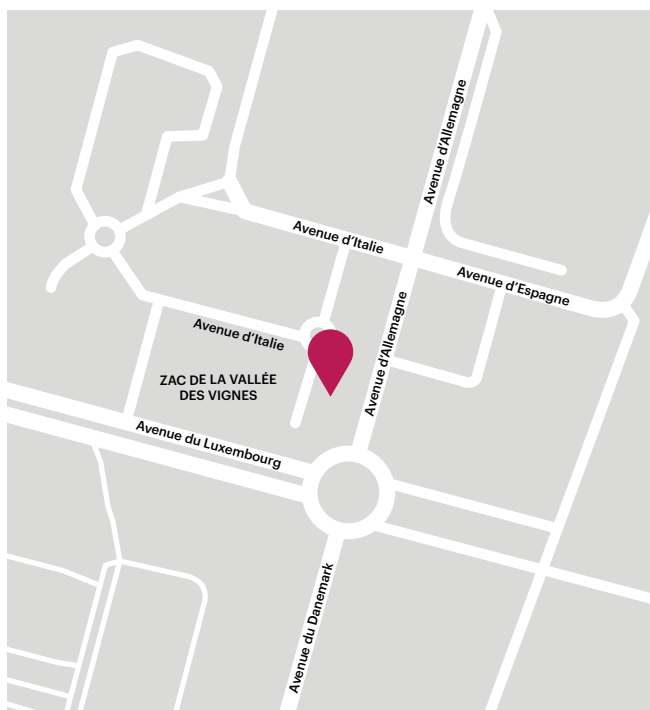 Avenue d'Allemagne
Avenue d'Italie
Avenue d'Espagne
Avenue d'Italie
Avenue d'Allemagne
ZAC DE LA VALLÉE
DES VIGNES
Avenue du Luxembourg
Avenue du Danemark